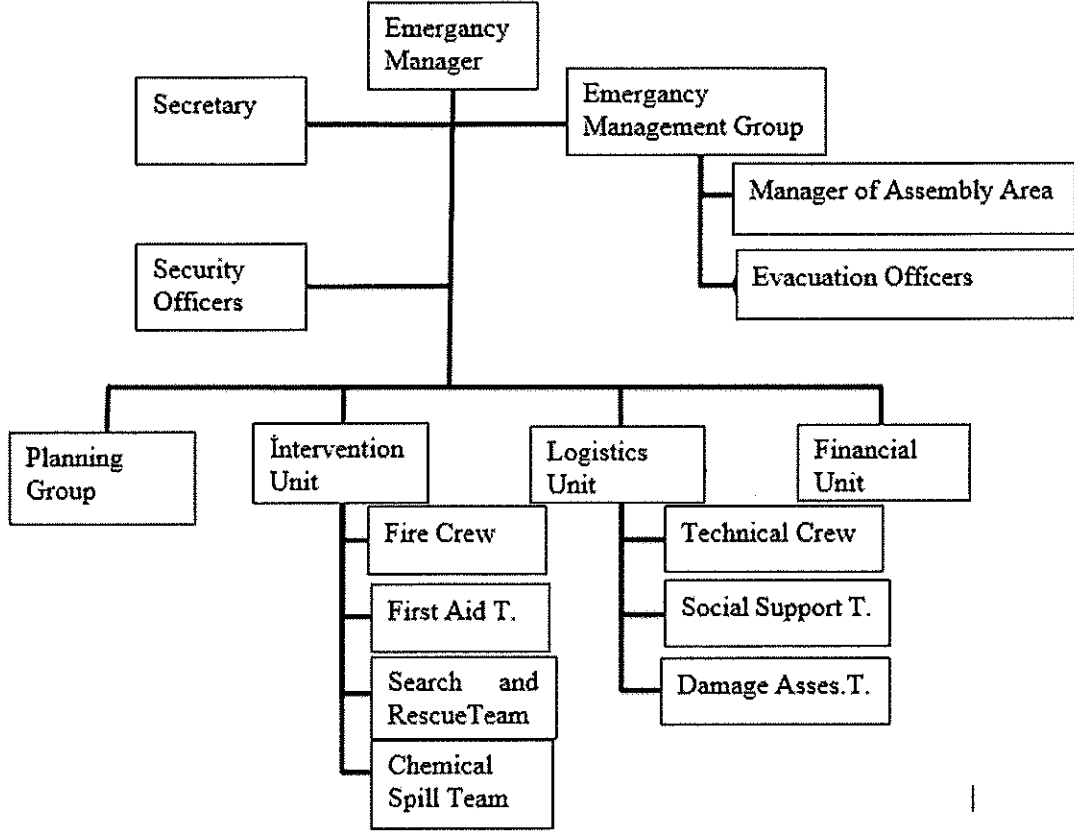 Emergancy
Manager
Secretary
Emergancy
Management Group
Manager of Assembly Area
Security
Officers
Evacuation Officers
Planning
Group
İntervention
Unit
Logistics
Unit
Financial
Unit
Fire Crew
Technical Crew
First Aid T.
Social Support T.
Search and
RescueTeam
Damage Asses.T.
Chemical
Spill Team